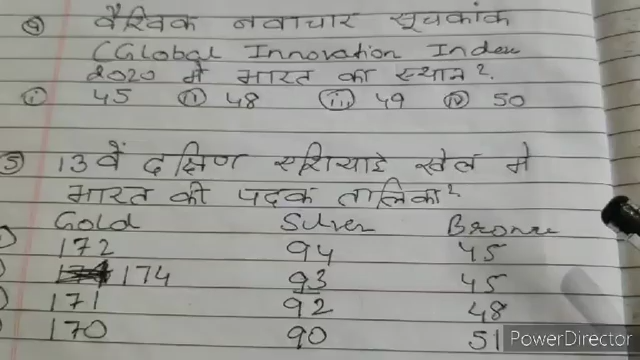 ④ वैश्विक नवाचार सूचकांक
(Global Innovation Index
2020 में भारत का स्थान?
ⓘ 45 ⓘⓘ 48 ⓘⓘⓘ 49 ⓘⓥ 50
⑤ 13वें दक्षिण एशियाई खेल में
भारत की पदक तालिका?
Gold Silver Bronze
172 94 45
174 93 45
171 92 48
170 90 51
PowerDirector